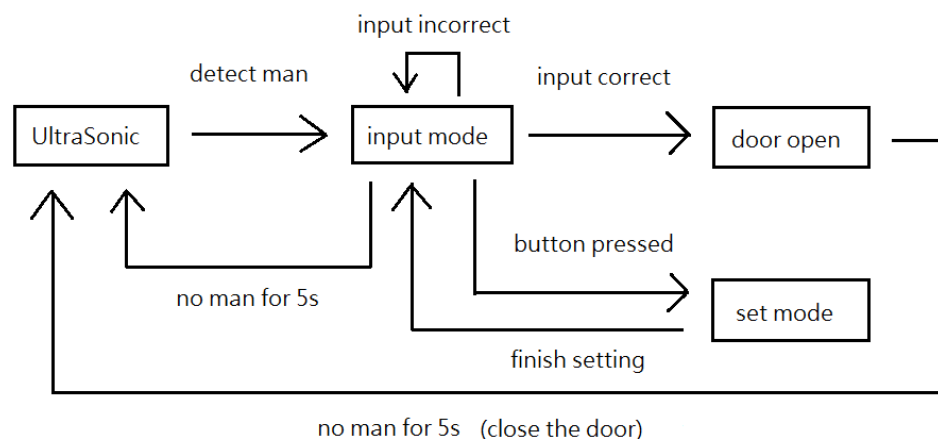 input incorrect
detect man
input correct
UltraSonic
input mode
door open
button pressed
no man for 5s
set mode
finish setting
no man for 5s (close the door)